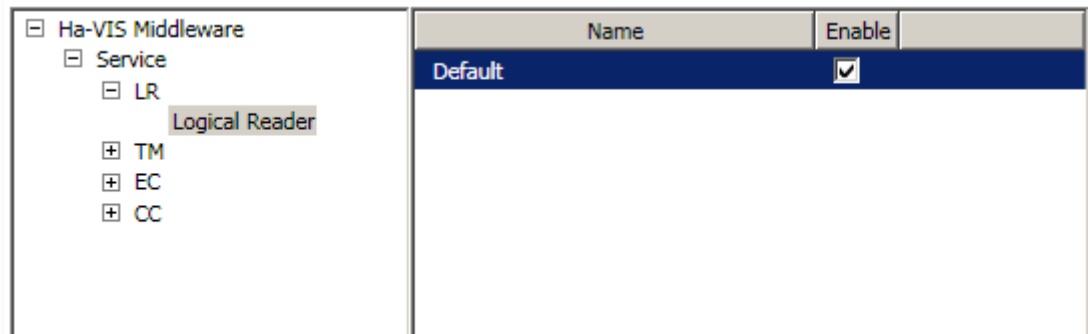 Ha-VIS Middleware
Service
LR
Logical Reader
TM
EC
CC
Name Enable
Default